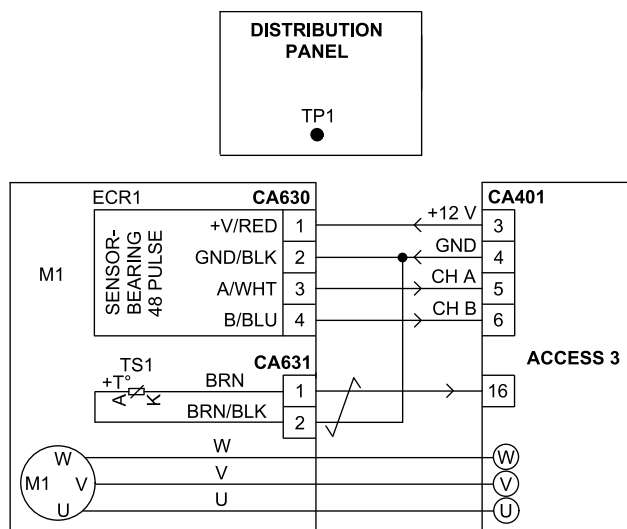 DISTRIBUTION
PANEL
TP1
ECR1
CA630
CA401
M1
SENSOR-
BEARING
48 PULSE
+V/RED
1
+12 V
3
GND/BLK
2
GND
4
A/WHT
3
CH A
5
B/BLU
4
CH B
6
ACCESS 3
CA631
TS1
+T°
A
K
BRN
1
16
BRN/BLK
2
M1
W
V
U
W
V
U
W
V
U